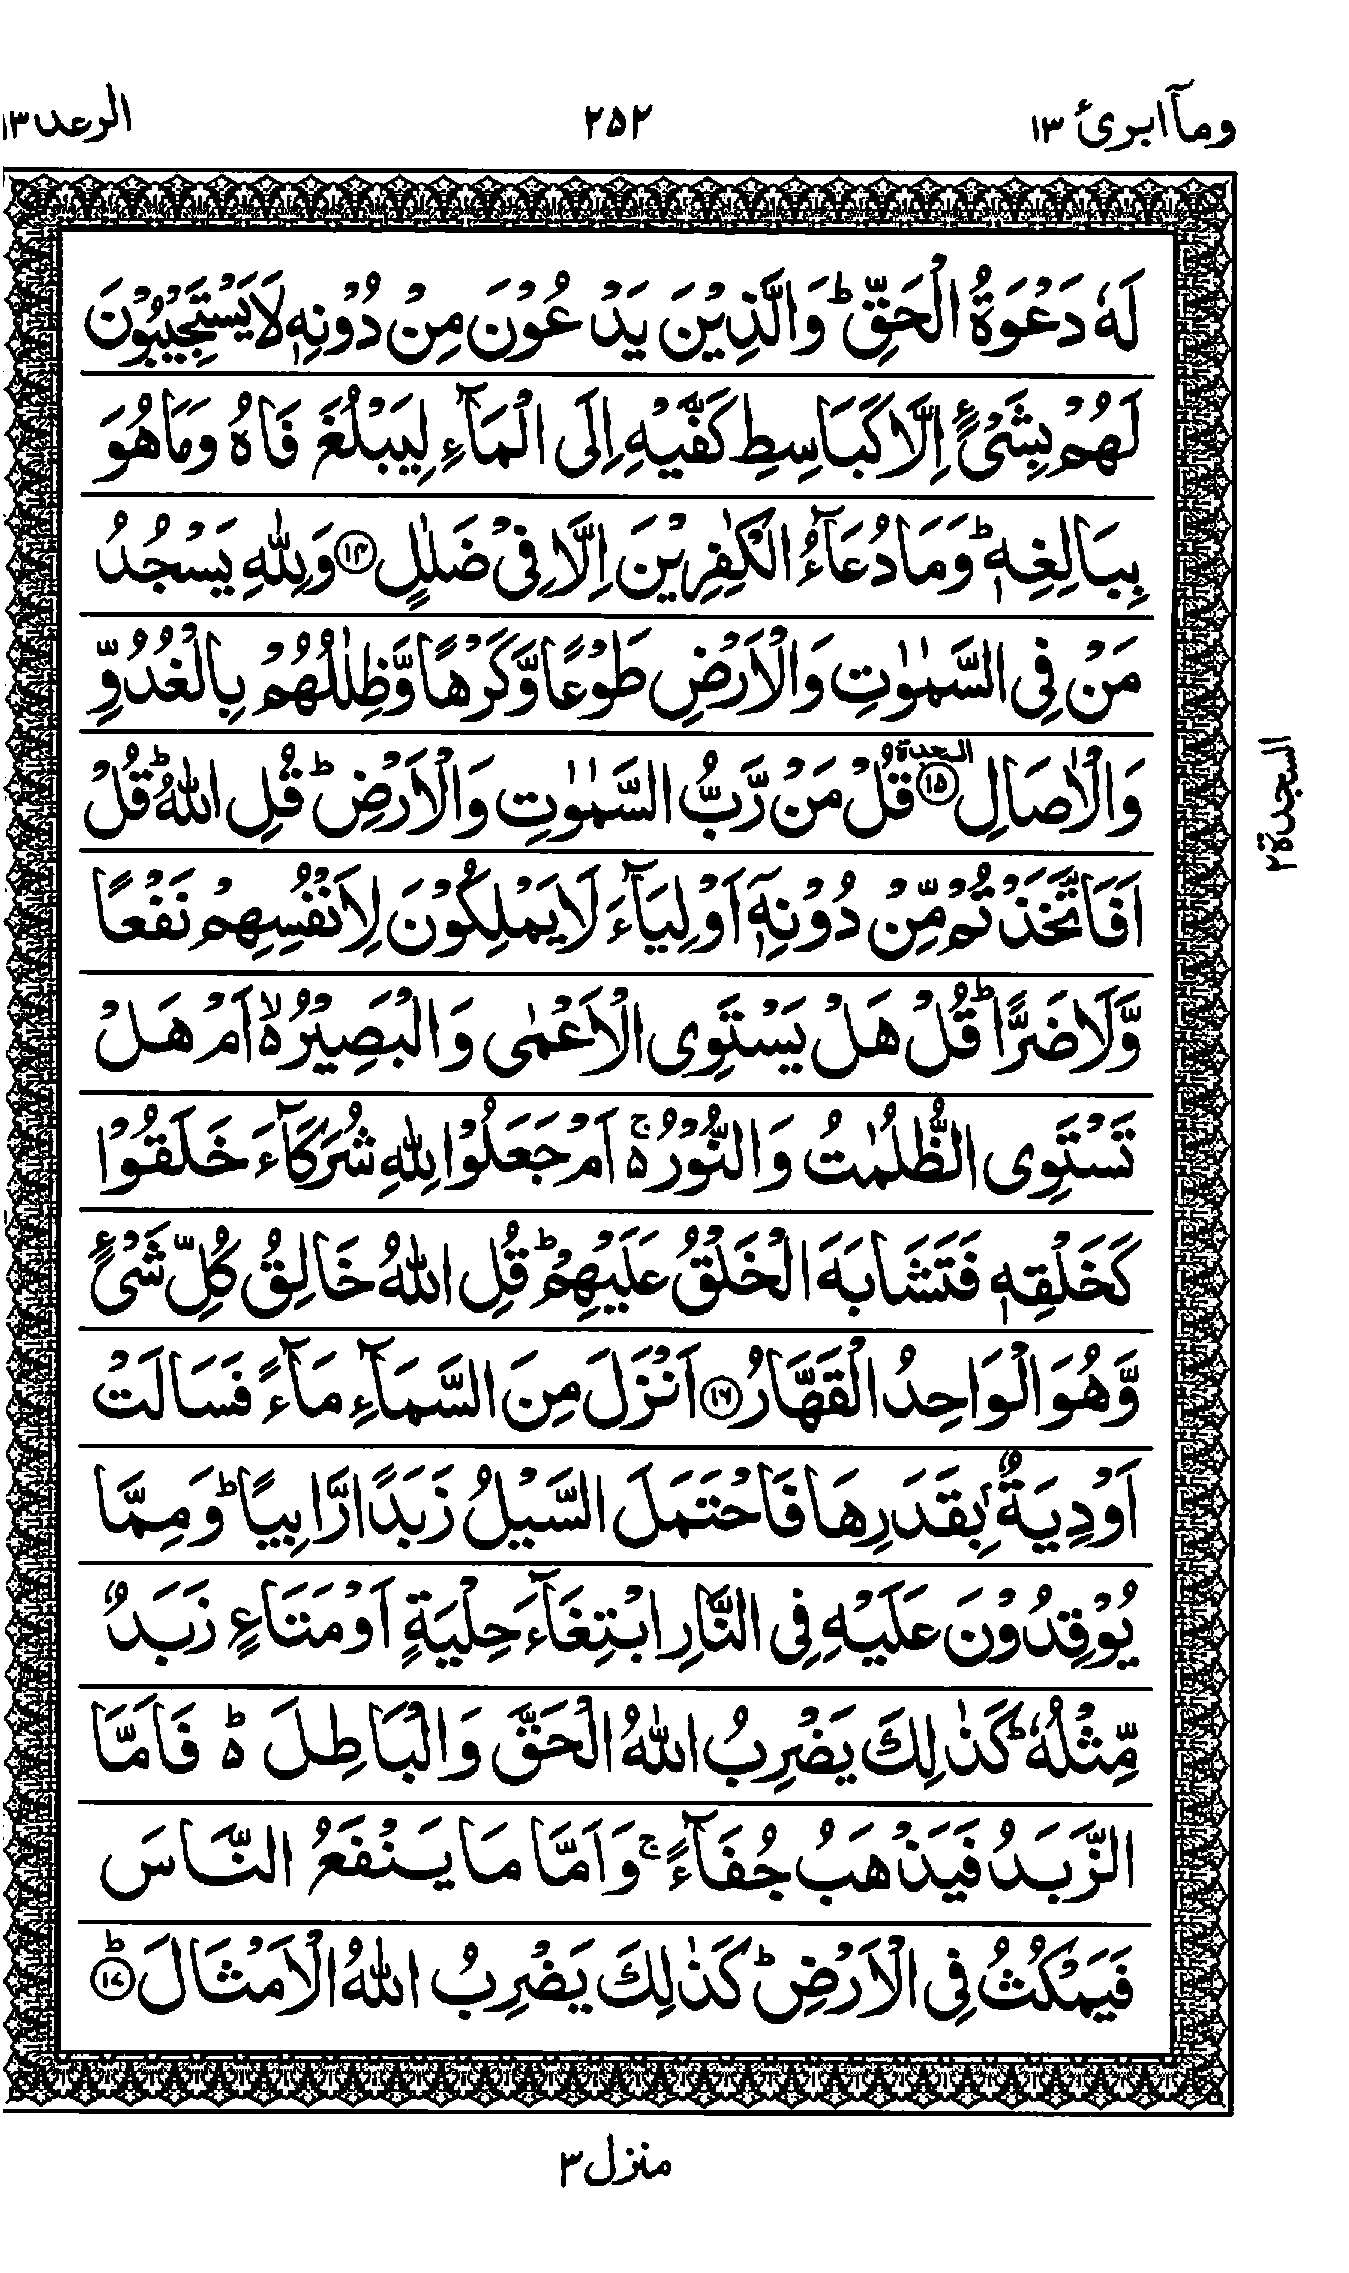 ومآ ابرئ ١٣
٢٥٢
الرعد ١٣
لَهٗ دَعْوَةُ الْحَقِّ ؕ وَالَّذِيْنَ يَدْعُوْنَ مِنْ دُوْنِهٖ لَا يَسْتَجِيْبُوْنَ
لَهُمْ بِشَيْءٍ اِلَّا كَبَاسِطِ كَفَّيْهِ اِلَى الْمَآءِ لِيَبْلُغَ فَاهُ وَمَا هُوَ
بِبَالِغِهٖ ؕ وَمَا دُعَآءُ الْكٰفِرِيْنَ اِلَّا فِيْ ضَلٰلٍ ﴿١٤﴾ وَلِلّٰهِ يَسْجُدُ
مَنْ فِي السَّمٰوٰتِ وَالْاَرْضِ طَوْعًا وَّكَرْهًا وَّظِلٰلُهُمْ بِالْغُدُوِّ
وَالْاٰصَالِ ﴿١٥﴾ السجدة قُلْ مَنْ رَّبُّ السَّمٰوٰتِ وَالْاَرْضِ ؕ قُلِ اللّٰهُ ؕ قُلْ
السجدة ٢
اَفَاتَّخَذْتُمْ مِّنْ دُوْنِهٖٓ اَوْلِيَآءَ لَا يَمْلِكُوْنَ لِاَنْفُسِهِمْ نَفْعًا
وَّلَا ضَرًّا ؕ قُلْ هَلْ يَسْتَوِي الْاَعْمٰى وَالْبَصِيْرُ ۙ۬ اَمْ هَلْ
تَسْتَوِي الظُّلُمٰتُ وَالنُّوْرُ ۚ۬ اَمْ جَعَلُوْا لِلّٰهِ شُرَكَآءَ خَلَقُوْا
كَخَلْقِهٖ فَتَشَابَهَ الْخَلْقُ عَلَيْهِمْ ؕ قُلِ اللّٰهُ خَالِقُ كُلِّ شَيْءٍ
وَّهُوَ الْوَاحِدُ الْقَهَّارُ ﴿١٦﴾ اَنْزَلَ مِنَ السَّمَآءِ مَآءً فَسَالَتْ
اَوْدِيَةٌۢ بِقَدَرِهَا فَاحْتَمَلَ السَّيْلُ زَبَدًا رَّابِيًا ؕ وَمِمَّا
يُوْقِدُوْنَ عَلَيْهِ فِي النَّارِ ابْتِغَآءَ حِلْيَةٍ اَوْ مَتَاعٍ زَبَدٌ
مِّثْلُهٗ ؕ كَذٰلِكَ يَضْرِبُ اللّٰهُ الْحَقَّ وَالْبَاطِلَ ؕ۬ فَاَمَّا
الزَّبَدُ فَيَذْهَبُ جُفَآءً ۚ وَاَمَّا مَا يَنْفَعُ النَّاسَ
فَيَمْكُثُ فِي الْاَرْضِ ؕ كَذٰلِكَ يَضْرِبُ اللّٰهُ الْاَمْثَالَ ﴿١٧﴾ ؕ
منزل ٣